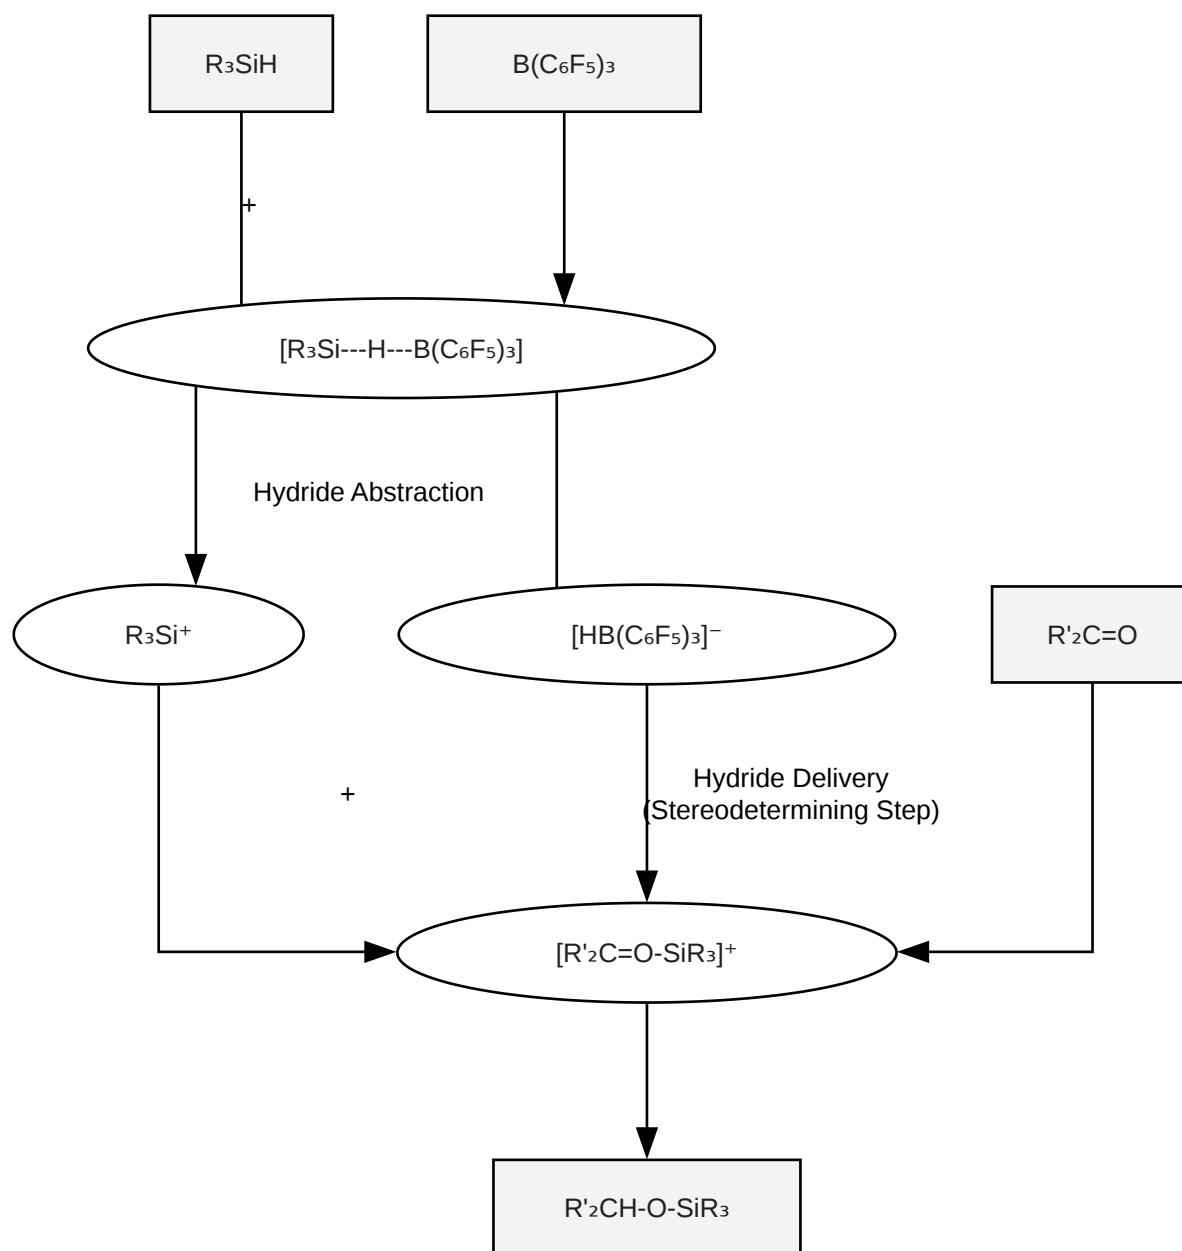 R₃SiH
B(C₆F₅)₃
+
[R₃Si---H---B(C₆F₅)₃]
Hydride Abstraction
R₃Si⁺
[HB(C₆F₅)₃]⁻
R'₂C=O
+
Hydride Delivery
(Stereodetermining Step)
[R'₂C=O-SiR₃]⁺
R'₂CH-O-SiR₃